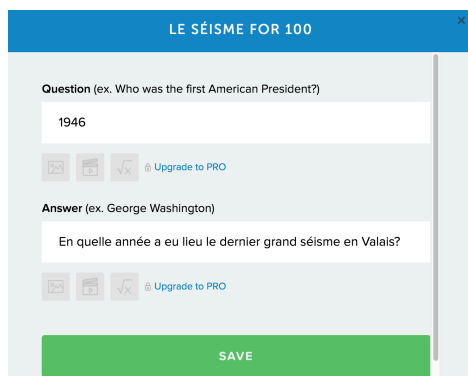 LE SÉISME FOR 100
×
Question (ex. Who was the first American President?)
1946
Upgrade to PRO
Answer (ex. George Washington)
En quelle année a eu lieu le dernier grand séisme en Valais?
Upgrade to PRO
SAVE